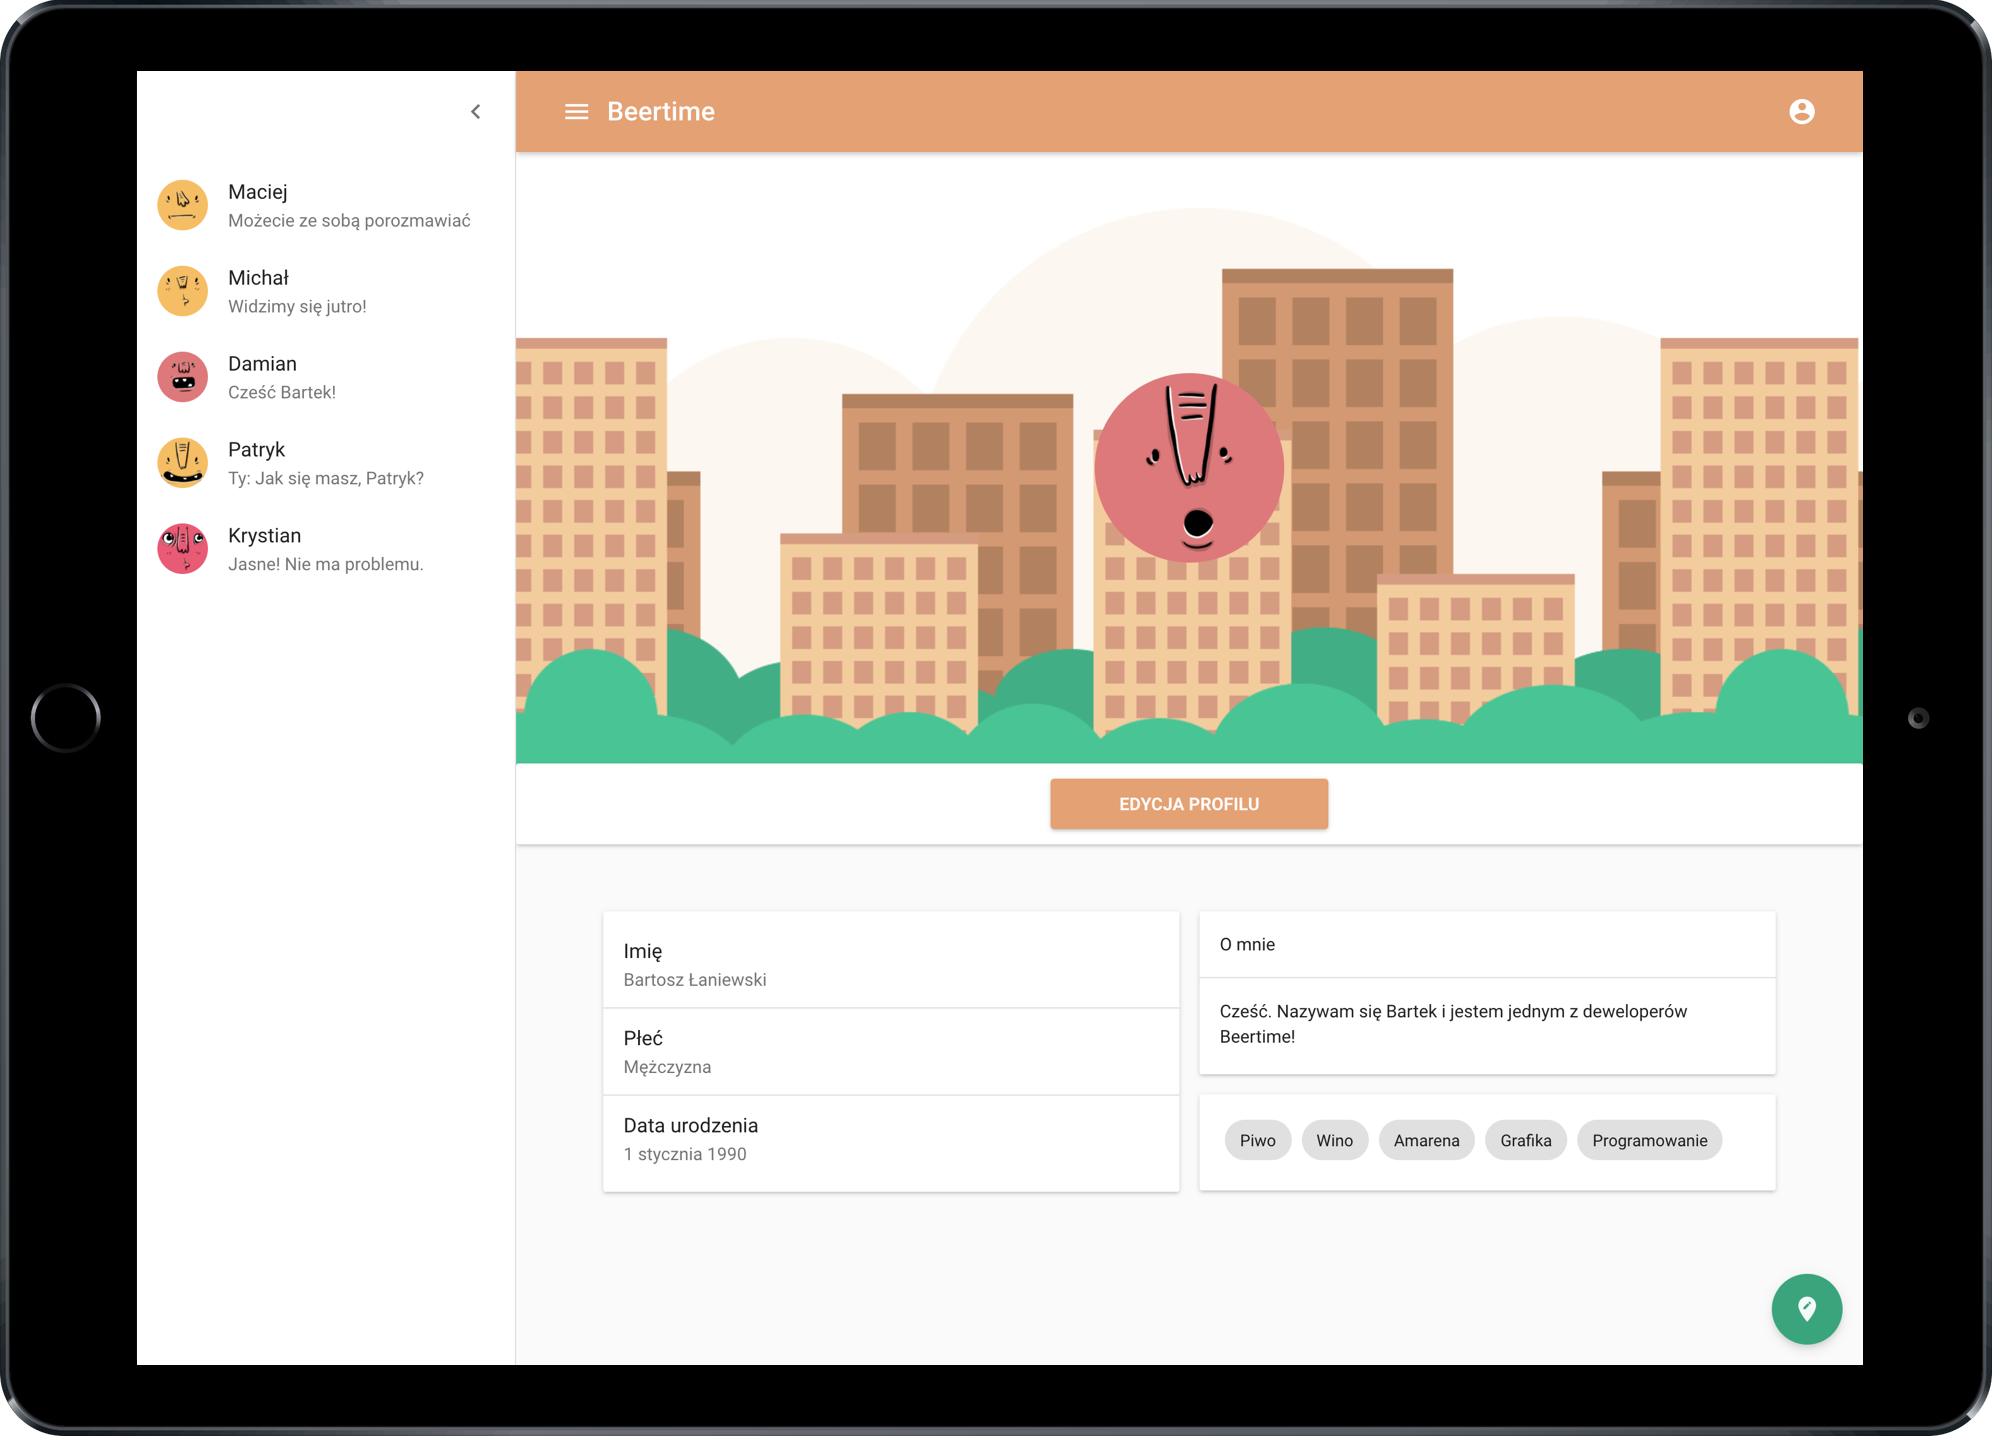 Maciej
Możecie ze sobą porozmawiać
Michał
Widzimy się jutro!
Damian
Cześć Bartek!
Patryk
Ty: Jak się masz, Patryk?
Krystian
Jasne! Nie ma problemu.
Beertime
EDYCJA PROFILU
Imię
Bartosz Łaniewski
Płeć
Mężczyzna
Data urodzenia
1 stycznia 1990
O mnie
Cześć. Nazywam się Bartek i jestem jednym z deweloperów
Beertime!
Piwo Wino Amarena Grafika Programowanie